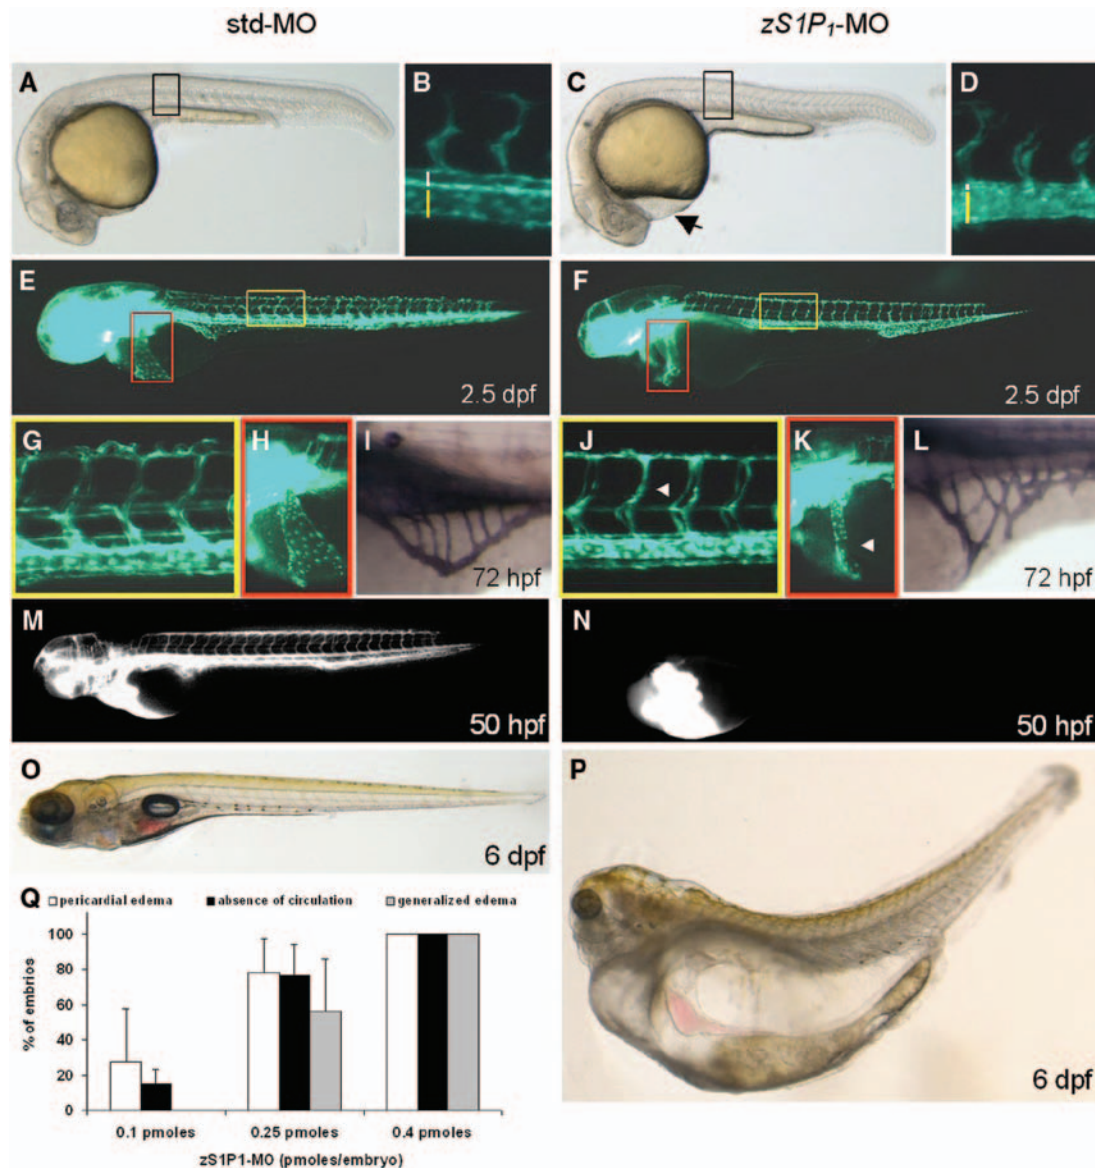 std-MO
zS1P₁-MO
A
B
C
D
E
2.5 dpf
F
2.5 dpf
G
H
I
72 hpf
J
K
L
72 hpf
M
50 hpf
N
50 hpf
O
6 dpf
P
6 dpf
Q
pericardial edema
absence of circulation
generalized edema
% of embrios
100
80
60
40
20
0
0.1 pmoles
0.25 pmoles
0.4 pmoles
zS1P1-MO (pmoles/embryo)